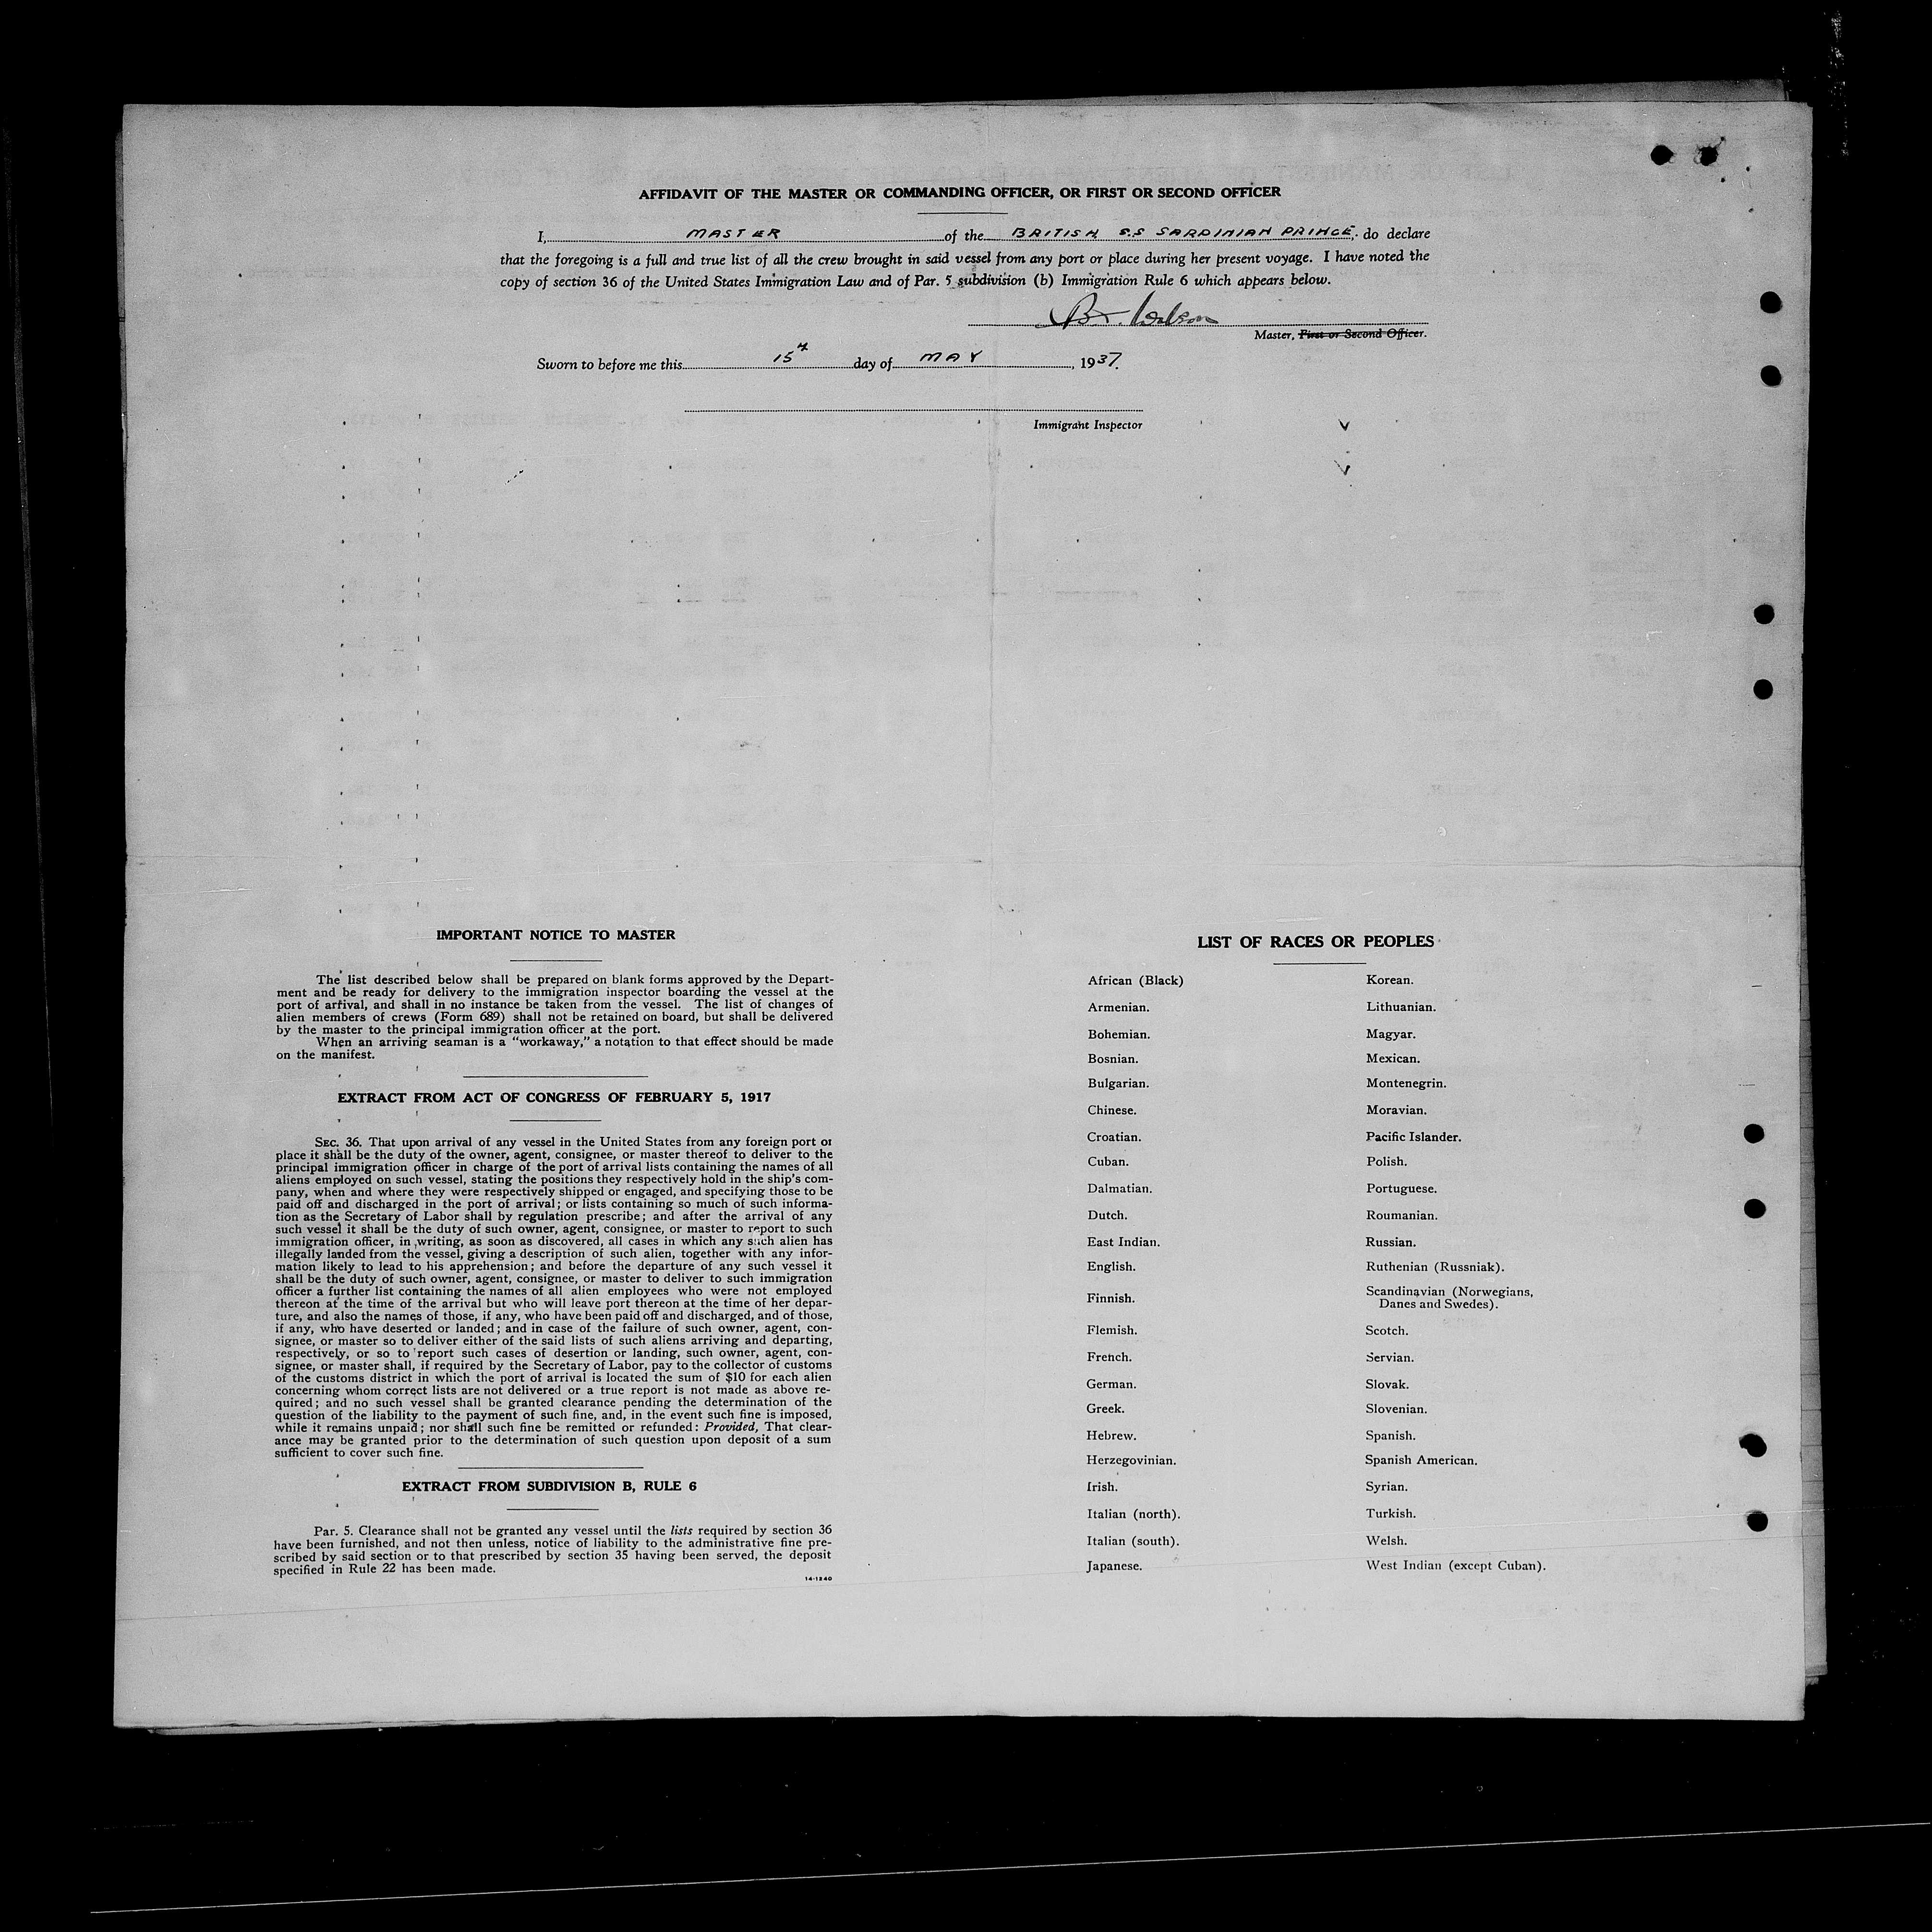 AFFIDAVIT OF THE MASTER OR COMMANDING OFFICER, OR FIRST OR SECOND OFFICER
I, MASTER of the BRITISH S.S SARDINIAN PRINCE, do declare
that the foregoing is a full and true list of all the crew brought in said vessel from any port or place during her present voyage. I have noted the
copy of section 36 of the United States Immigration Law and of Par. 5 subdivision (b) Immigration Rule 6 which appears below.
Master, First or Second Officer.
Sworn to before me this 15th day of MAY, 1937.
Immigrant Inspector
IMPORTANT NOTICE TO MASTER
The list described below shall be prepared on blank forms approved by the Depart-
ment and be ready for delivery to the immigration inspector boarding the vessel at the
port of arrival, and shall in no instance be taken from the vessel. The list of changes of
alien members of crews (Form 689) shall not be retained on board, but shall be delivered
by the master to the principal immigration officer at the port.
When an arriving seaman is a "workaway," a notation to that effect should be made
on the manifest.
EXTRACT FROM ACT OF CONGRESS OF FEBRUARY 5, 1917
SEC. 36. That upon arrival of any vessel in the United States from any foreign port or
place it shall be the duty of the owner, agent, consignee, or master thereof to deliver to the
principal immigration officer in charge of the port of arrival lists containing the names of all
aliens employed on such vessel, stating the positions they respectively hold in the ship's com-
pany, when and where they were respectively shipped or engaged, and specifying those to be
paid off and discharged in the port of arrival; or lists containing so much of such informa-
tion as the Secretary of Labor shall by regulation prescribe; and after the arrival of any
such vessel it shall be the duty of such owner, agent, consignee, or master to report to such
immigration officer, in writing, as soon as discovered, all cases in which any such alien has
illegally landed from the vessel, giving a description of such alien, together with any infor-
mation likely to lead to his apprehension; and before the departure of any such vessel it
shall be the duty of such owner, agent, consignee, or master to deliver to such immigration
officer a further list containing the names of all alien employees who were not employed
thereon at the time of the arrival but who will leave port thereon at the time of her depar-
ture, and also the names of those, if any, who have been paid off and discharged, and of those,
if any, who have deserted or landed; and in case of the failure of such owner, agent, con-
signee, or master so to deliver either of the said lists of such aliens arriving and departing,
respectively, or so to report such cases of desertion or landing, such owner, agent, con-
signee, or master shall, if required by the Secretary of Labor, pay to the collector of customs
of the customs district in which the port of arrival is located the sum of $10 for each alien
concerning whom correct lists are not delivered or a true report is not made as above re-
quired; and no such vessel shall be granted clearance pending the determination of the
question of the liability to the payment of such fine, and, in the event such fine is imposed,
while it remains unpaid; nor shall such fine be remitted or refunded: Provided, That clear-
ance may be granted prior to the determination of such question upon deposit of a sum
sufficient to cover such fine.
EXTRACT FROM SUBDIVISION B, RULE 6
Par. 5. Clearance shall not be granted any vessel until the lists required by section 36
have been furnished, and not then unless, notice of liability to the administrative fine pre-
scribed by said section or to that prescribed by section 35 having been served, the deposit
specified in Rule 22 has been made.
14-1240
LIST OF RACES OR PEOPLES
African (Black)
Armenian.
Bohemian.
Bosnian.
Bulgarian.
Chinese.
Croatian.
Cuban.
Dalmatian.
Dutch.
East Indian.
English.
Finnish.
Flemish.
French.
German.
Greek.
Hebrew.
Herzegovinian.
Irish.
Italian (north).
Italian (south).
Japanese.
Korean.
Lithuanian.
Magyar.
Mexican.
Montenegrin.
Moravian.
Pacific Islander.
Polish.
Portuguese.
Roumanian.
Russian.
Ruthenian (Russniak).
Scandinavian (Norwegians,
Danes and Swedes).
Scotch.
Servian.
Slovak.
Slovenian.
Spanish.
Spanish American.
Syrian.
Turkish.
Welsh.
West Indian (except Cuban).